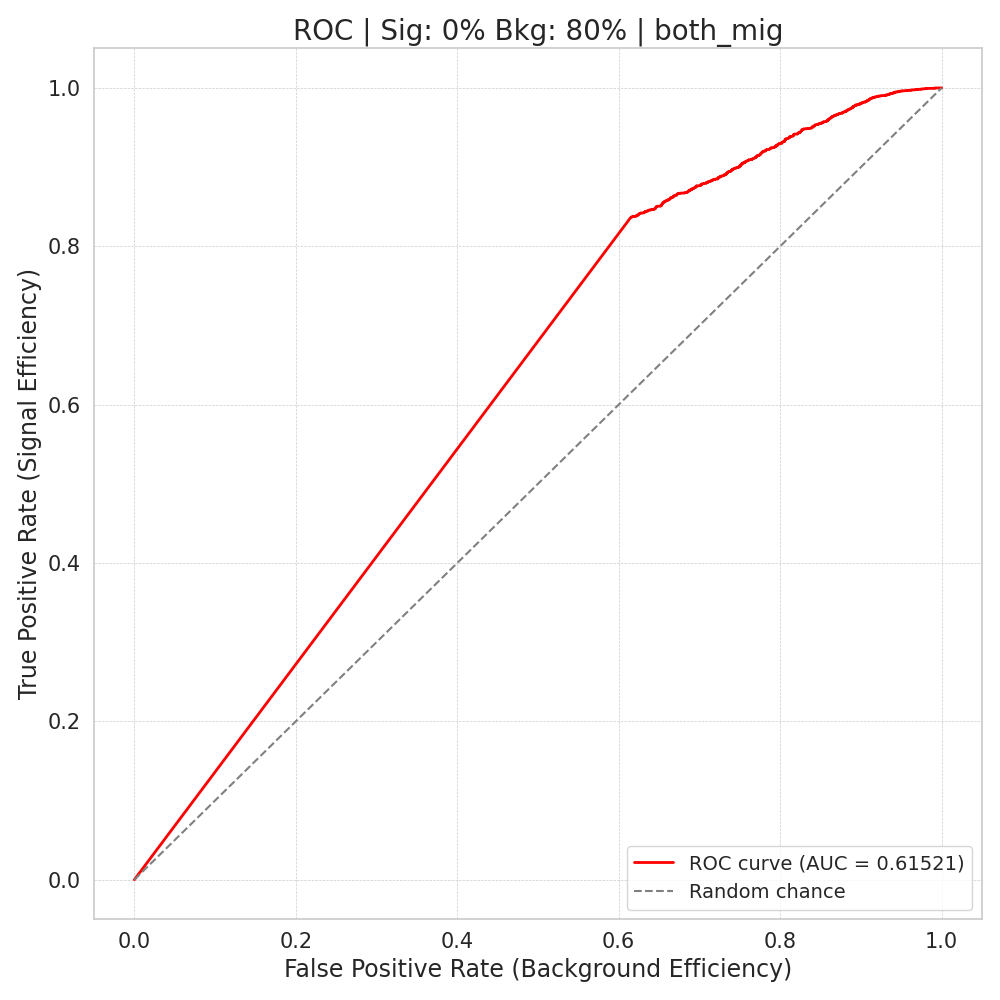 ROC | Sig: 0% Bkg: 80% | both_mig
True Positive Rate (Signal Efficiency)
1.0
0.8
0.6
0.4
0.2
0.0
ROC curve (AUC = 0.61521)
Random chance
0.0 0.2 0.4 0.6 0.8 1.0
False Positive Rate (Background Efficiency)